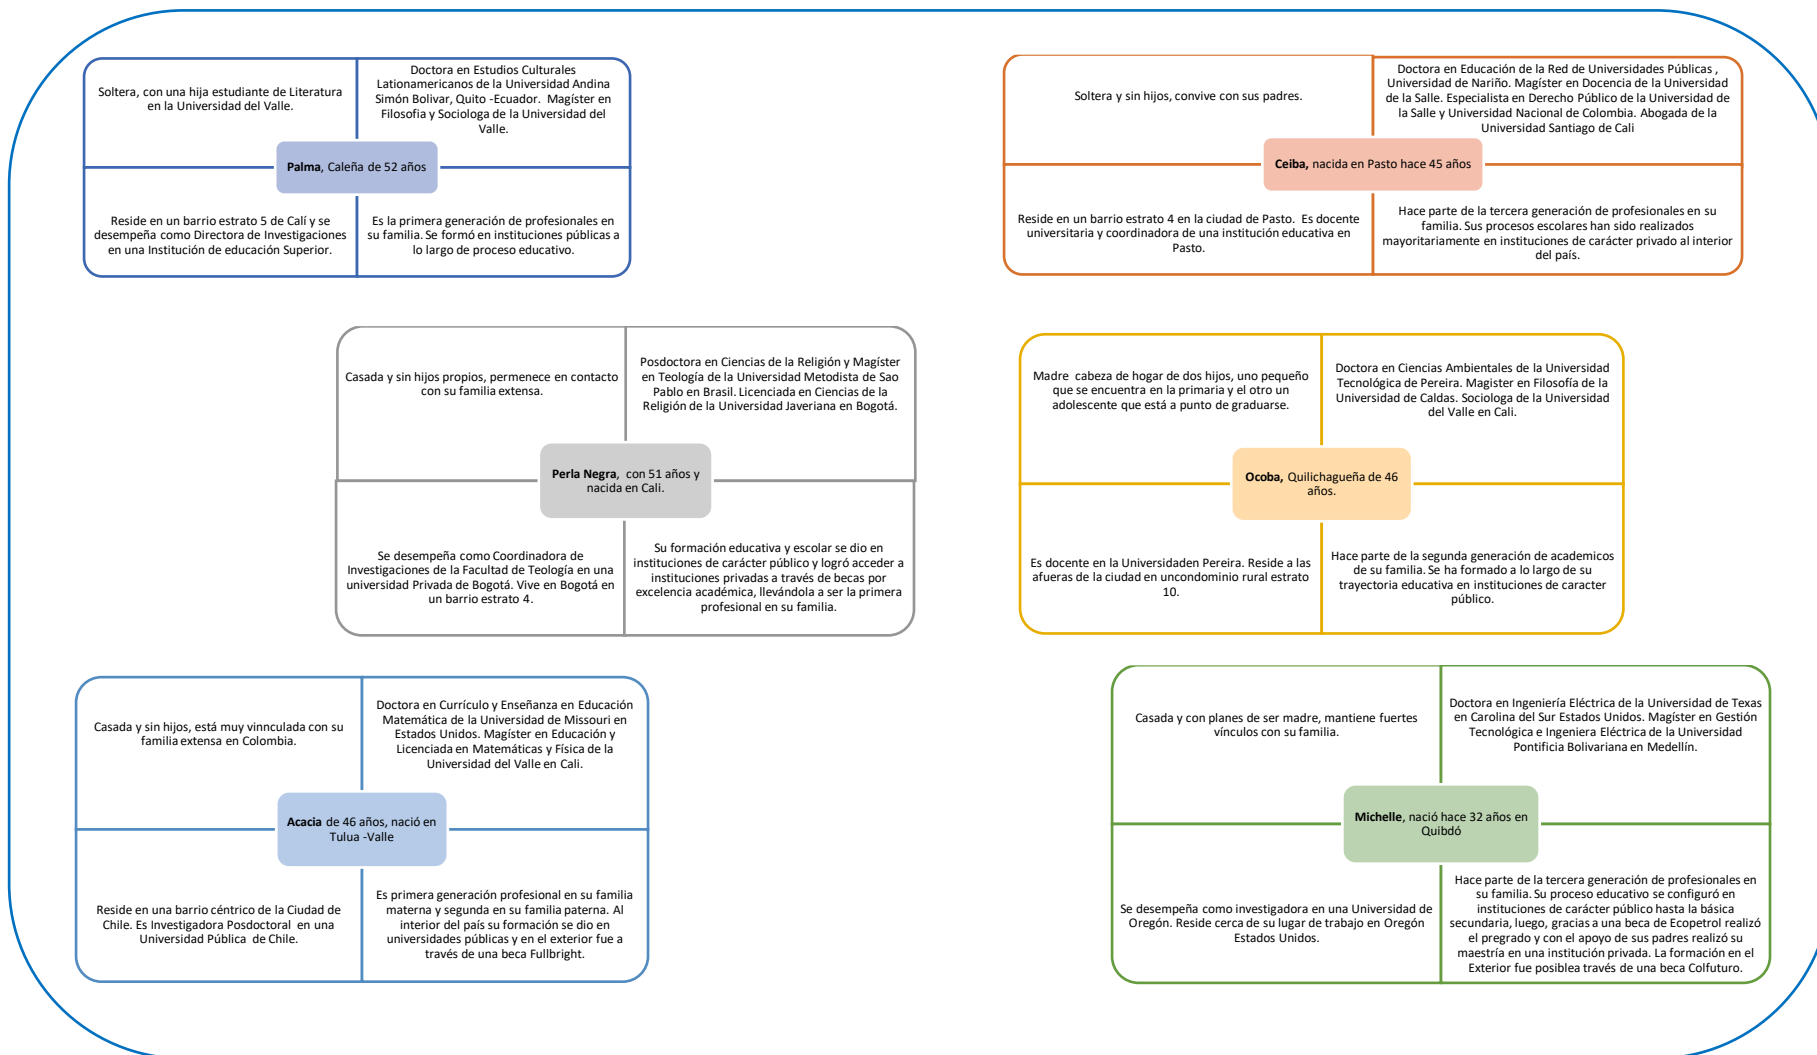 Soltera, con una hija estudiante de Literatura
en la Universidad del Valle.
Doctora en Estudios Culturales
Lationamericanos de la Universidad Andina
Simón Bolivar, Quito -Ecuador.  Magíster en
Filosofia y Sociologa de la Universidad del
Valle.
Palma, Caleña de 52 años
Reside en un barrio estrato 5 de Calí y se
desempeña como Directora de Investigaciones
en una Institución de educación Superior.
Es la primera generación de profesionales en
su familia. Se formó en instituciones públicas a
lo largo de proceso educativo.
Soltera y sin hijos, convive con sus padres.
Doctora en Educación de la Red de Universidades Públicas ,
Universidad de Nariño. Magíster en Docencia de la Universidad
de la Salle. Especialista en Derecho Público de la Universidad de
la Salle y Universidad Nacional de Colombia. Abogada de la
Universidad Santiago de Cali
Ceiba, nacida en Pasto hace 45 años
Reside en un barrio estrato 4 en la ciudad de Pasto.  Es docente
universitaria y coordinadora de una institución educativa en
Pasto.
Hace parte de la tercera generación de profesionales en su
familia. Sus procesos escolares han sido realizados
mayoritariamente en instituciones de carácter privado al interior
del país.
Casada y sin hijos propios, permenece en contacto
con su familia extensa.
Posdoctora en Ciencias de la Religión y Magíster
en Teología de la Universidad Metodista de Sao
Pablo en Brasil. Licenciada en Ciencias de la
Religión de la Universidad Javeriana en Bogotá.
Perla Negra,  con 51 años y
nacida en Cali.
Se desempeña como Coordinadora de
Investigaciones de la Facultad de Teología en una
universidad Privada de Bogotá. Vive en Bogotá en
un barrio estrato 4.
Su formación educativa y escolar se dio en
instituciones de carácter público y logró acceder a
instituciones privadas a través de becas por
excelencia académica, llevándola a ser la primera
profesional en su familia.
Madre  cabeza de hogar de dos hijos, uno pequeño
que se encuentra en la primaria y el otro un
adolescente que está a punto de graduarse.
Doctora en Ciencias Ambientales de la Universidad
Tecnológica de Pereira. Magister en Filosofía de la
Universidad de Caldas. Sociologa de la Universidad
del Valle en Cali.
Ocoba, Quilichagueña de 46
años.
Es docente en la Universidaden Pereira. Reside a las
afueras de la ciudad en uncondominio rural estrato
10.
Hace parte de la segunda generación de academicos
de su familia. Se ha formado a lo largo de su
trayectoria educativa en instituciones de caracter
público.
Casada y sin hijos, está muy vinnculada con su
familia extensa en Colombia.
Doctora en Currículo y Enseñanza en Educación
Matemática de la Universidad de Missouri en
Estados Unidos. Magíster en Educación y
Licenciada en Matemáticas y Física de la
Universidad del Valle en Cali.
Acacia de 46 años, nació en
Tulua -Valle
Reside en una barrio céntrico de la Ciudad de
Chile. Es Investigadora Posdoctoral  en una
Universidad Pública  de Chile.
Es primera generación profesional en su familia
materna y segunda en su familia paterna. Al
interior del país su formación se dio en
universidades públicas y en el exterior fue a
través de una beca Fullbright.
Casada y con planes de ser madre, mantiene fuertes
vínculos con su familia.
Doctora en Ingeniería Eléctrica de la Universidad de Texas
en Carolina del Sur Estados Unidos. Magíster en Gestión
Tecnológica e Ingeniera Eléctrica de la Universidad
Pontificia Bolivariana en Medellín.
Michelle, nació hace 32 años en
Quibdó
Se desempeña como investigadora en una Universidad de
Oregón. Reside cerca de su lugar de trabajo en Oregón
Estados Unidos.
Hace parte de la tercera generación de profesionales en
su familia. Su proceso educativo se configuró en
instituciones de carácter público hasta la básica
secundaria, luego, gracias a una beca de Ecopetrol realizó
el pregrado y con el apoyo de sus padres realizó su
maestría en una institución privada. La formación en el
Exterior fue posiblea través de una beca Colfuturo.